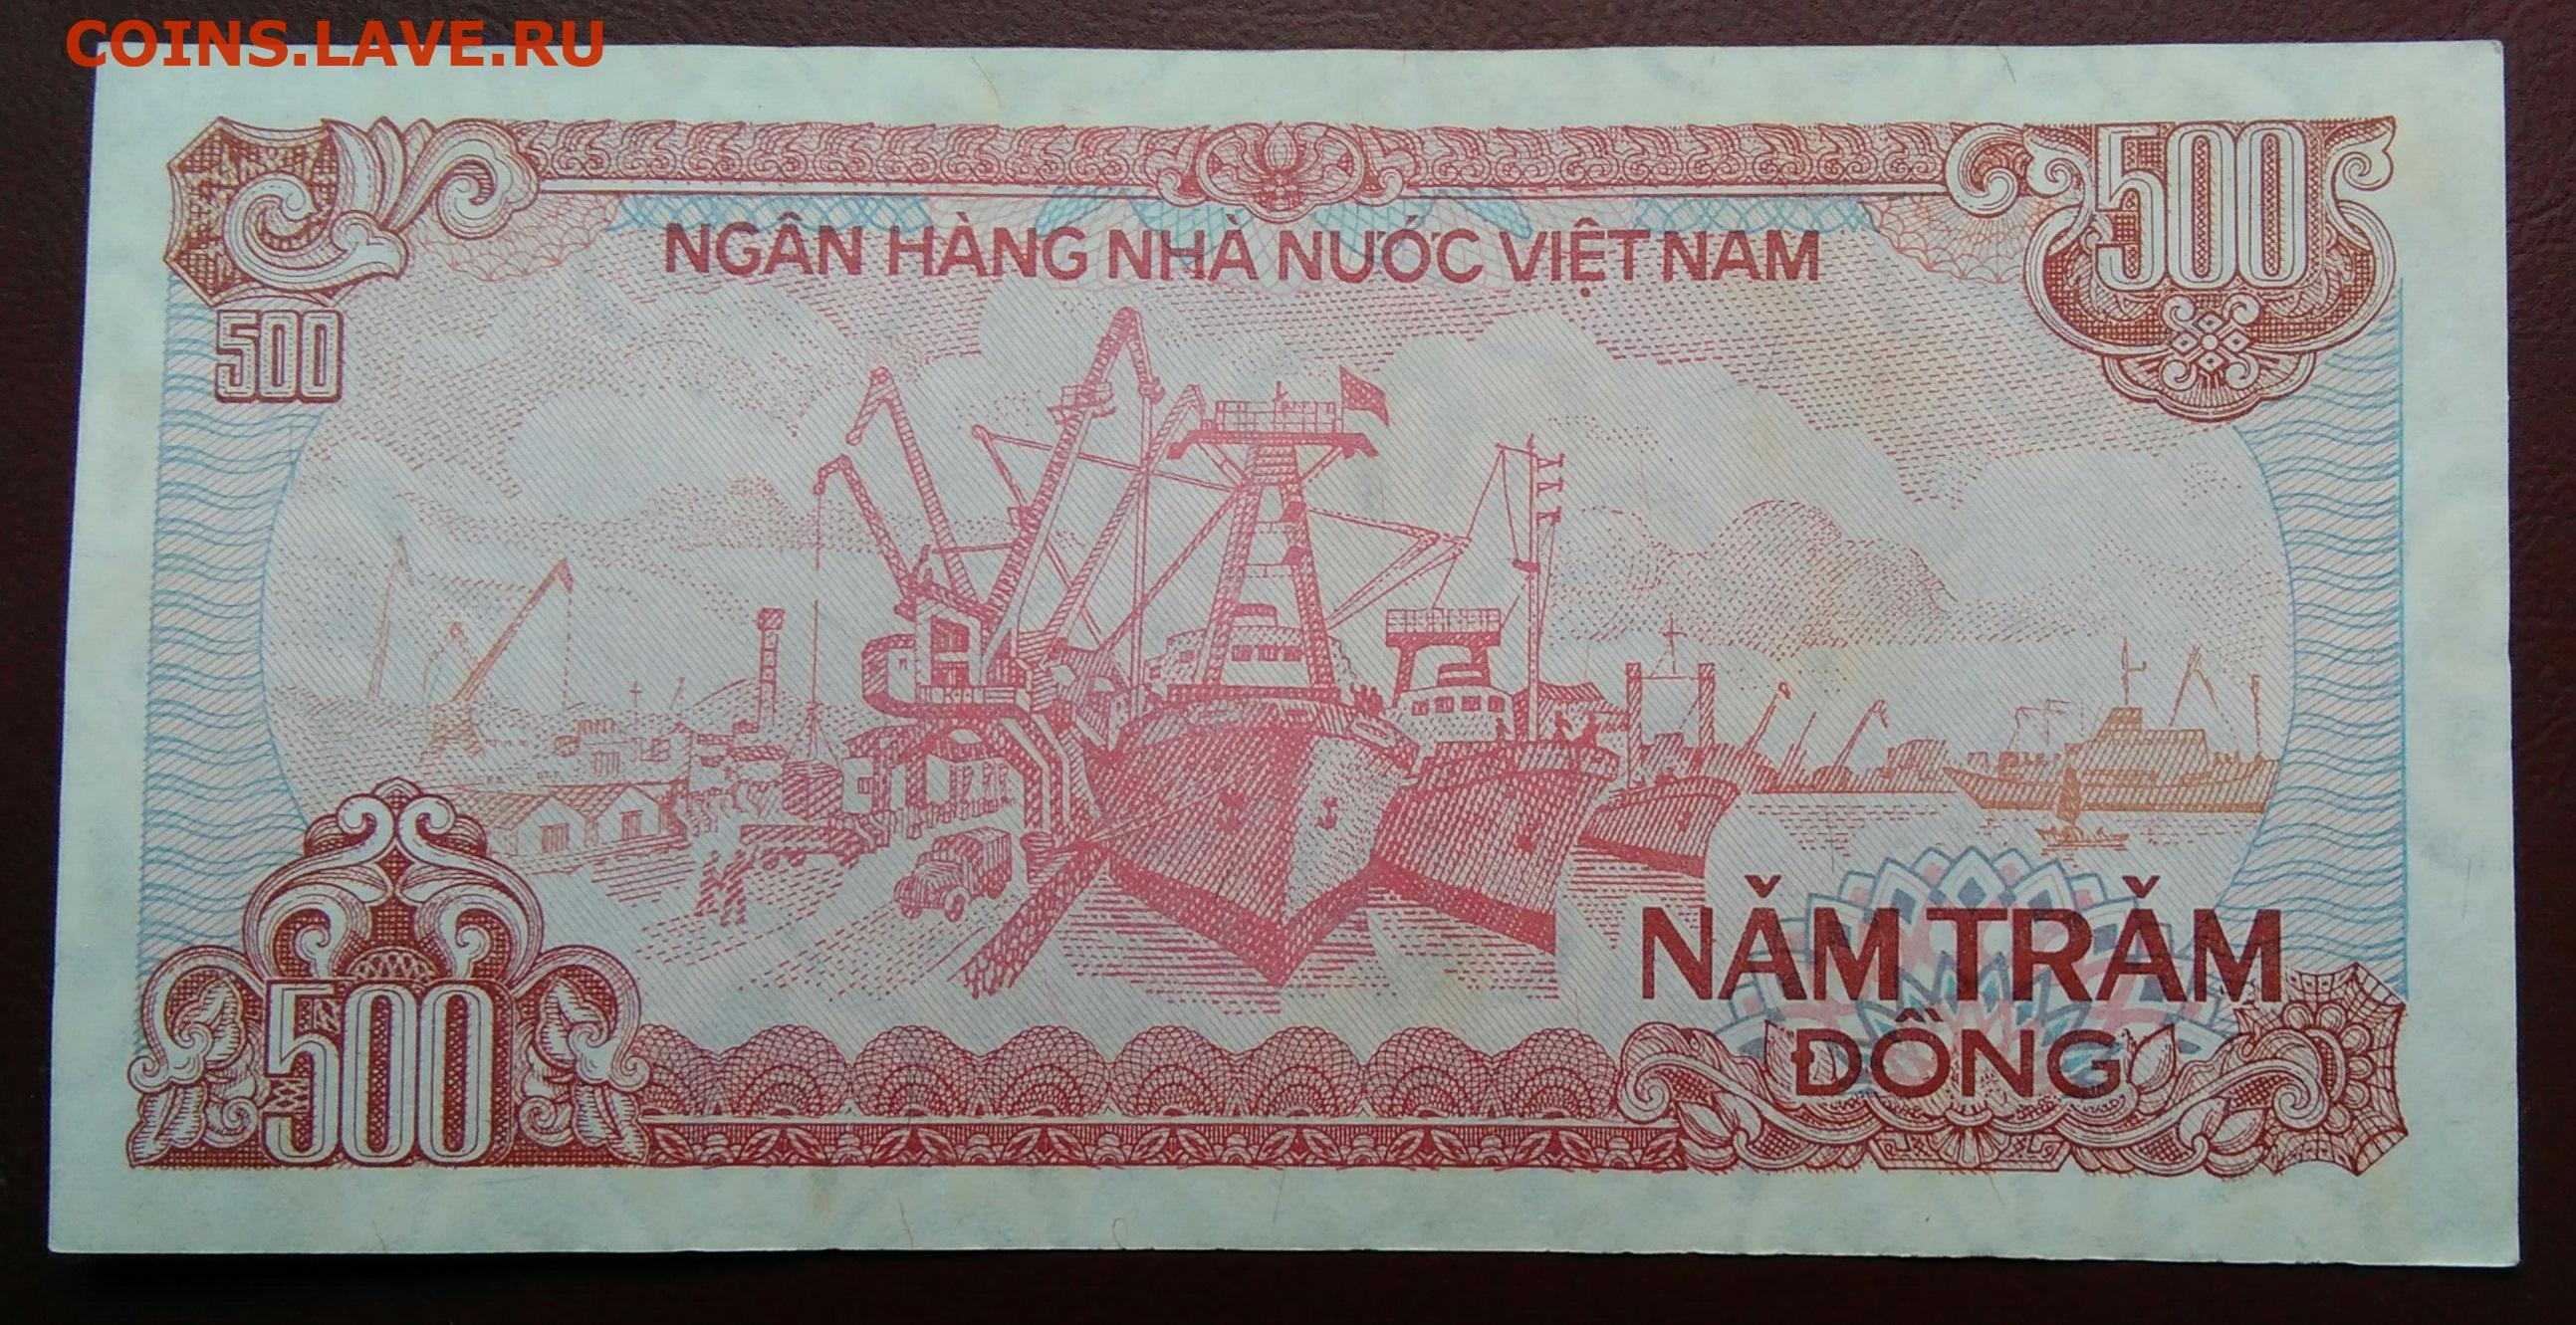 COINS.LAVE.RU
500
NGÂN HÀNG NHÀ NƯỚC VIỆT NAM
500
NĂM TRĂM
ĐỒNG
500